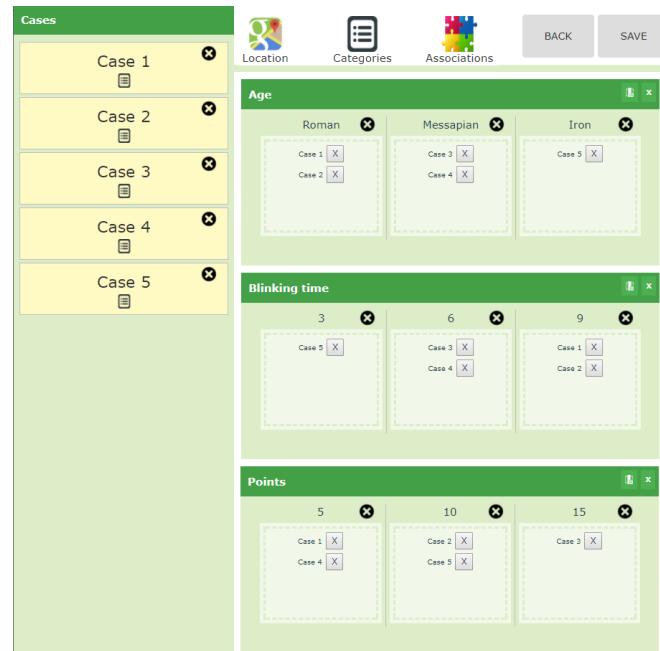 Cases
Case 1
Case 2
Case 3
Case 4
Case 5
Location Categories Associations BACK SAVE
Age x
Roman Messapian Iron
Case 1 X Case 3 X Case 5 X
Case 2 X Case 4 X
Blinking time x
3 6 9
Case 5 X Case 3 X Case 1 X
Case 4 X Case 2 X
Points x
5 10 15
Case 1 X Case 2 X Case 3 X
Case 4 X Case 5 X